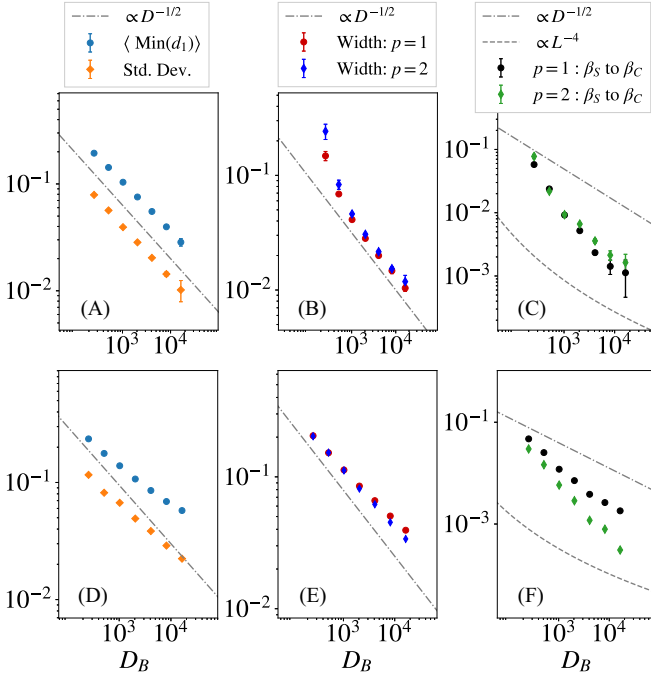 ∝D^{−1/2}
⟨ Min(d_1)⟩
Std. Dev.
∝D^{−1/2}
Width: p = 1
Width: p = 2
∝D^{−1/2}
∝L^{−4}
p = 1 : β_S to β_C
p = 2 : β_S to β_C
10^{−1}
10^{−2}
(A)
10^3
10^4
10^{−1}
10^{−2}
(B)
10^3
10^4
10^{−1}
10^{−2}
10^{−3}
(C)
10^3
10^4
10^{−1}
10^{−2}
(D)
10^3
10^4
D_B
10^{−1}
10^{−2}
(E)
10^3
10^4
D_B
10^{−1}
10^{−3}
(F)
10^3
10^4
D_B